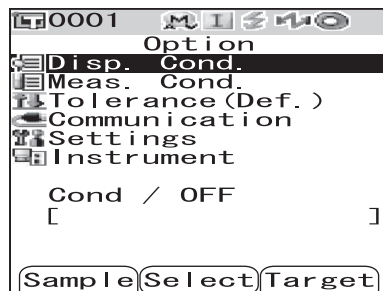 0001 M I
Option
Disp. Cond.
Meas. Cond.
Tolerance(Def.)
Communication
Settings
Instrument
Cond / OFF
[ ]
Sample Select Target